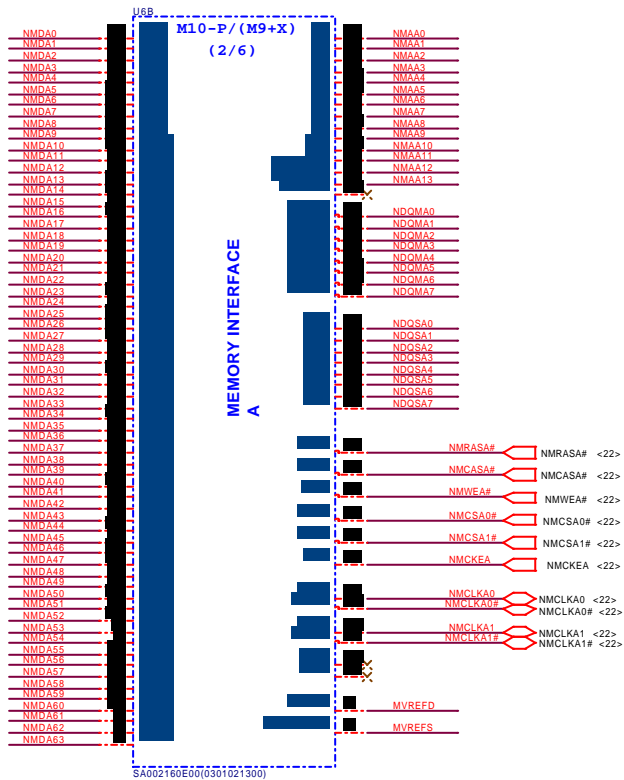 U6B
M10-P/(M9+X)
(2/6)
NMDA0
NMDA1
NMDA2
NMDA3
NMDA4
NMDA5
NMDA6
NMDA7
NMDA8
NMDA9
NMDA10
NMDA11
NMDA12
NMDA13
NMDA14
NMDA15
NMDA16
NMDA17
NMDA18
NMDA19
NMDA20
NMDA21
NMDA22
NMDA23
NMDA24
NMDA25
NMDA26
NMDA27
NMDA28
NMDA29
NMDA30
NMDA31
NMDA32
NMDA33
NMDA34
NMDA35
NMDA36
NMDA37
NMDA38
NMDA39
NMDA40
NMDA41
NMDA42
NMDA43
NMDA44
NMDA45
NMDA46
NMDA47
NMDA48
NMDA49
NMDA50
NMDA51
NMDA52
NMDA53
NMDA54
NMDA55
NMDA56
NMDA57
NMDA58
NMDA59
NMDA60
NMDA61
NMDA62
NMDA63
MEMORY INTERFACE
A
NMAA0
NMAA1
NMAA2
NMAA3
NMAA4
NMAA5
NMAA6
NMAA7
NMAA8
NMAA9
NMAA10
NMAA11
NMAA12
NMAA13
NDQMA0
NDQMA1
NDQMA2
NDQMA3
NDQMA4
NDQMA5
NDQMA6
NDQMA7
NDQSA0
NDQSA1
NDQSA2
NDQSA3
NDQSA4
NDQSA5
NDQSA6
NDQSA7
NMRASA# NMRASA# <22>
NMCASA# NMCASA# <22>
NMWEA# NMWEA# <22>
NMCSA0# NMCSA0# <22>
NMCSA1# NMCSA1# <22>
NMCKEA NMCKEA <22>
NMCLKA0 NMCLKA0 <22>
NMCLKA0# NMCLKA0# <22>
NMCLKA1 NMCLKA1 <22>
NMCLKA1# NMCLKA1# <22>
MVREFD
MVREFS
SA002160E00(0301021300)